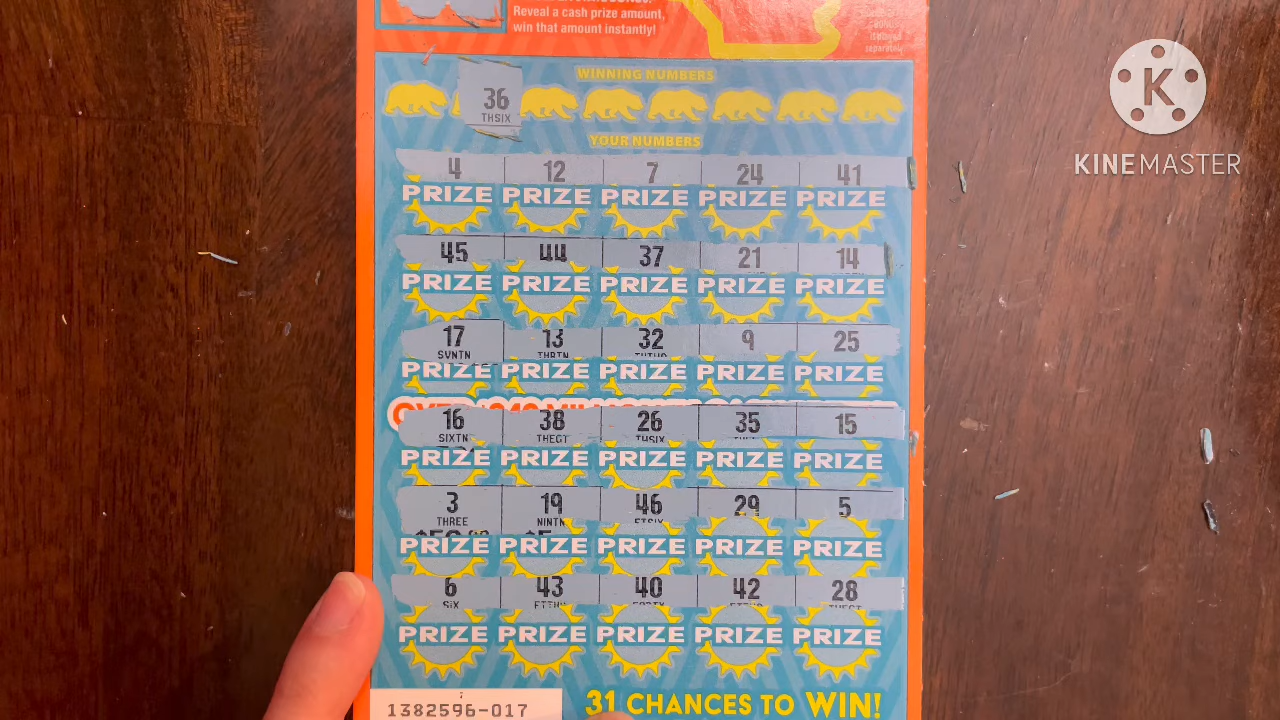 Reveal a cash prize amount,
win that amount instantly!
separately
WINNING NUMBERS
36
THSIX
YOUR NUMBERS
4 12 7 24 41
PRIZE PRIZE PRIZE PRIZE PRIZE
45 44 37 21 14
PRIZE PRIZE PRIZE PRIZE PRIZE
17 13 32 9 25
SVNTN THRTN
PRIZE PRIZE PRIZE PRIZE PRIZE
16 38 26 35 15
SIXTN THEGT
PRIZE PRIZE PRIZE PRIZE PRIZE
3 19 46 29 5
THREE NINTN
PRIZE PRIZE PRIZE PRIZE PRIZE
6 43 40 42 28
SIX
PRIZE PRIZE PRIZE PRIZE PRIZE
1382596-017
31 CHANCES TO WIN!
K
KINEMASTER